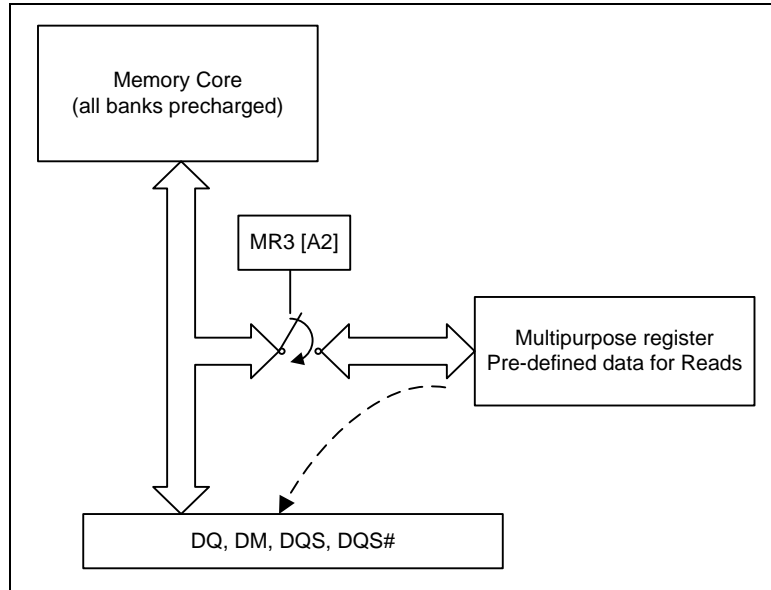 Memory Core
(all banks precharged)
MR3 [A2]
Multipurpose register
Pre-defined data for Reads
DQ, DM, DQS, DQS#